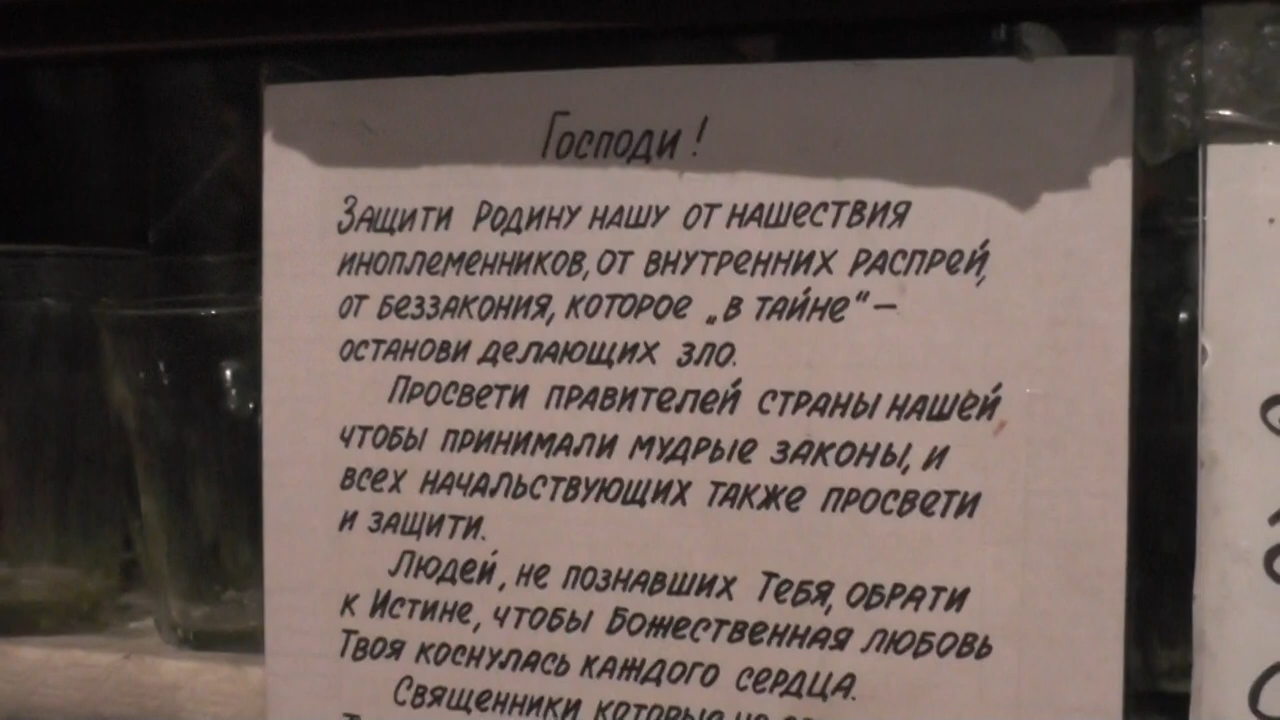 Господи!
Защити Родину нашу от нашествия
иноплеменников, от внутренних распрей,
от беззакония, которое „в тайне“ –
останови делающих зло.
Просвети правителей страны нашей,
чтобы принимали мудрые законы, и
всех начальствующих также просвети
и защити.
Людей, не познавших Тебя, обрати
к Истине, чтобы Божественная любовь
Твоя коснулась каждого сердца.
Священники которые не